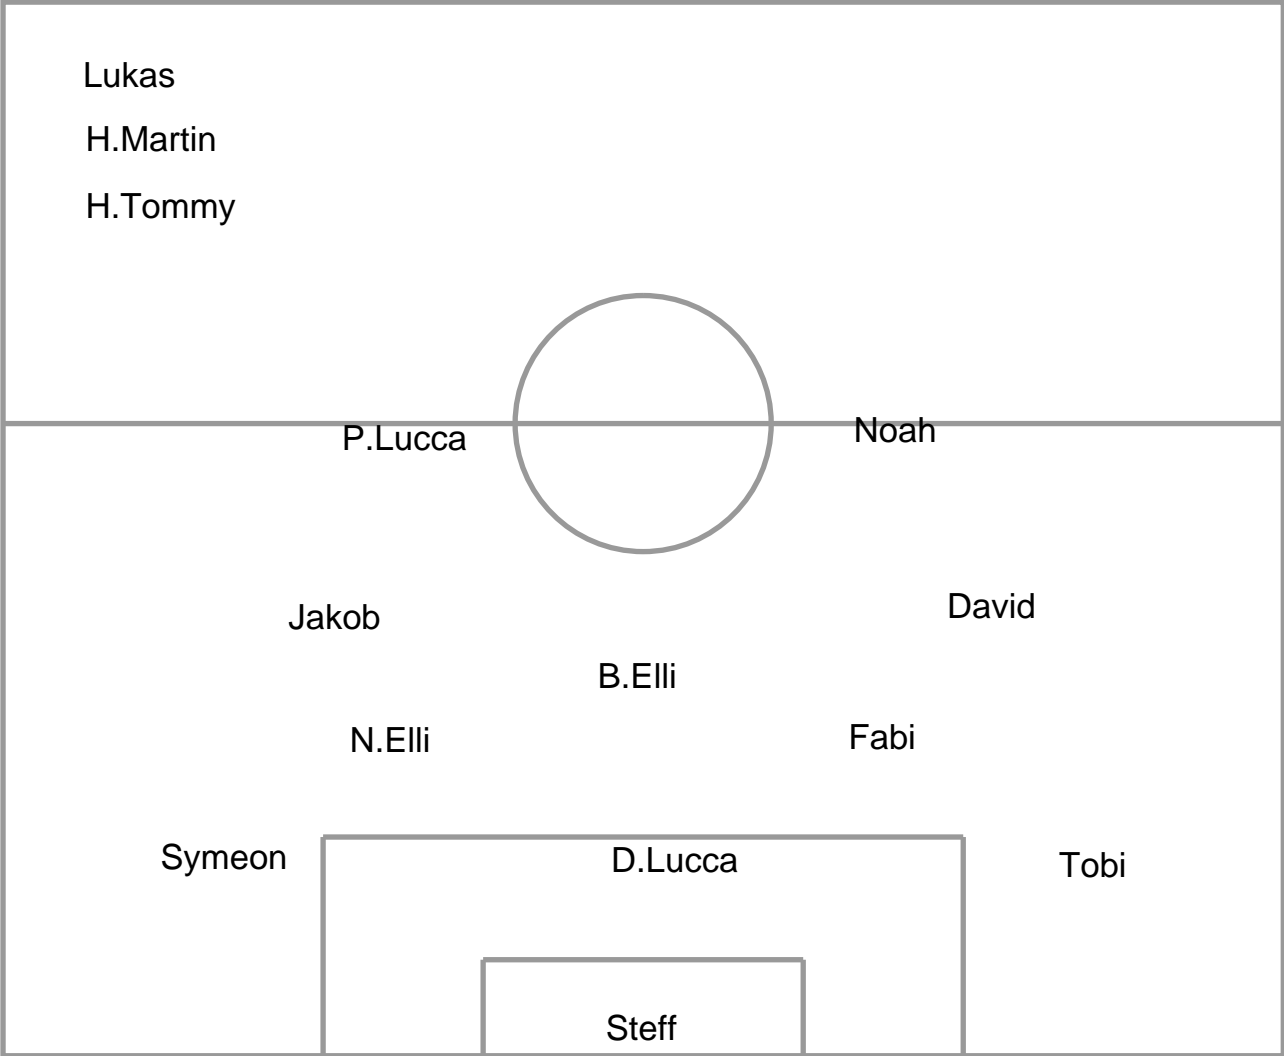 Lukas
H.Martin
H.Tommy
P.Lucca
Noah
Jakob
David
B.Elli
N.Elli
Fabi
Symeon
D.Lucca
Tobi
Steff